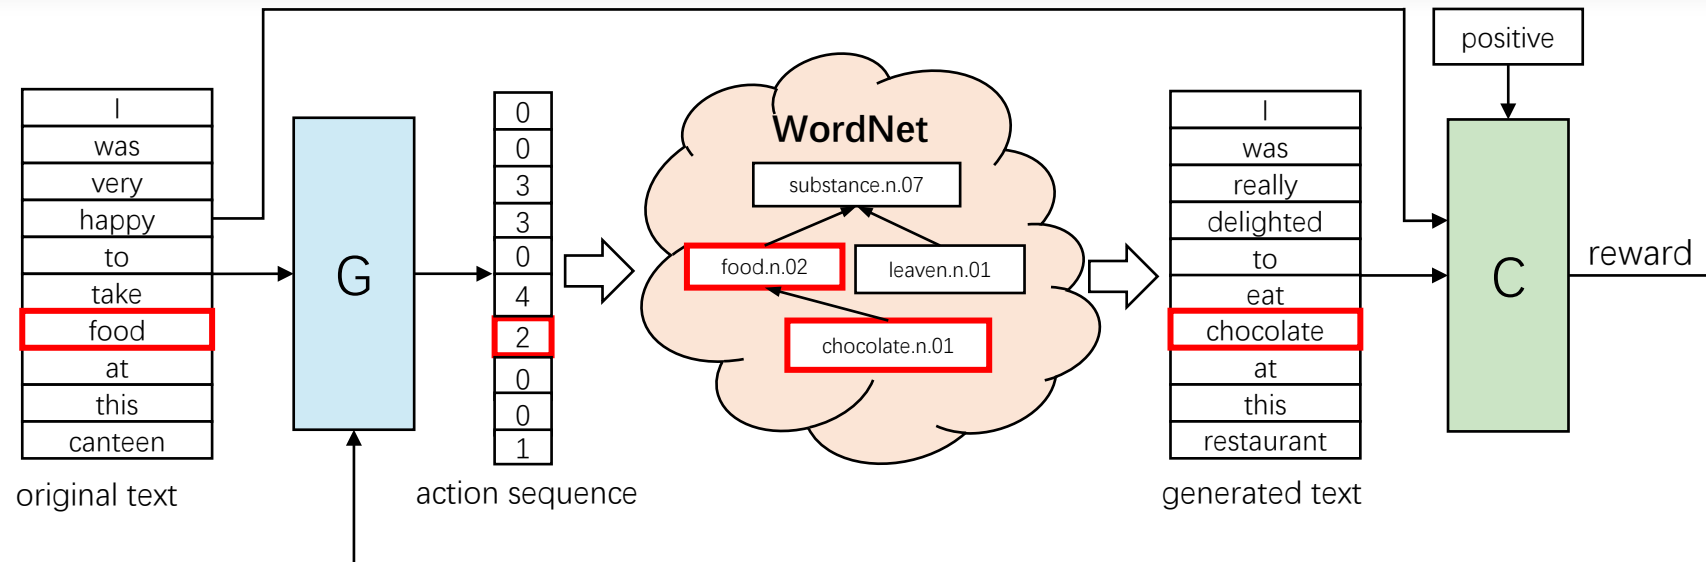 I
was
very
happy
to
take
food
at
this
canteen
original text
G
0
0
3
3
0
4
2
0
0
1
action sequence
WordNet
substance.n.07
food.n.02
leaven.n.01
chocolate.n.01
I
was
really
delighted
to
eat
chocolate
at
this
restaurant
generated text
positive
C
reward